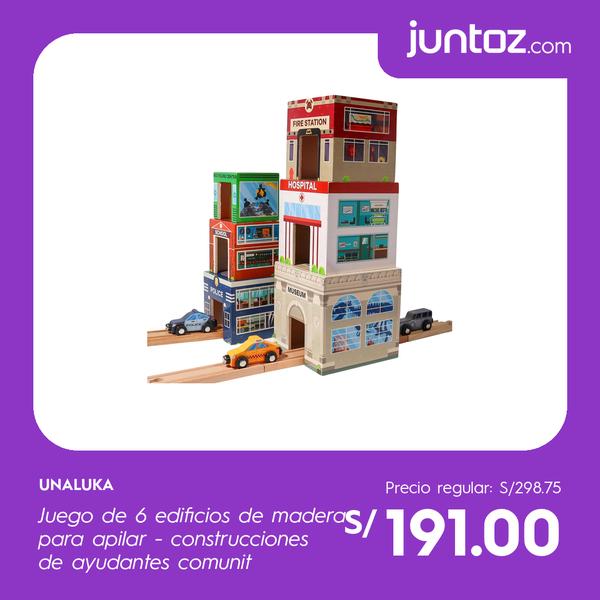 juntoz.com
FIRE STATION
HOSPITAL
SCHOOL
POLICE
MUSEUM
POLICE
UNALUKA
Juego de 6 edificios de madera
para apilar - construcciones
de ayudantes comunit
Precio regular: S/298.75
S/191.00